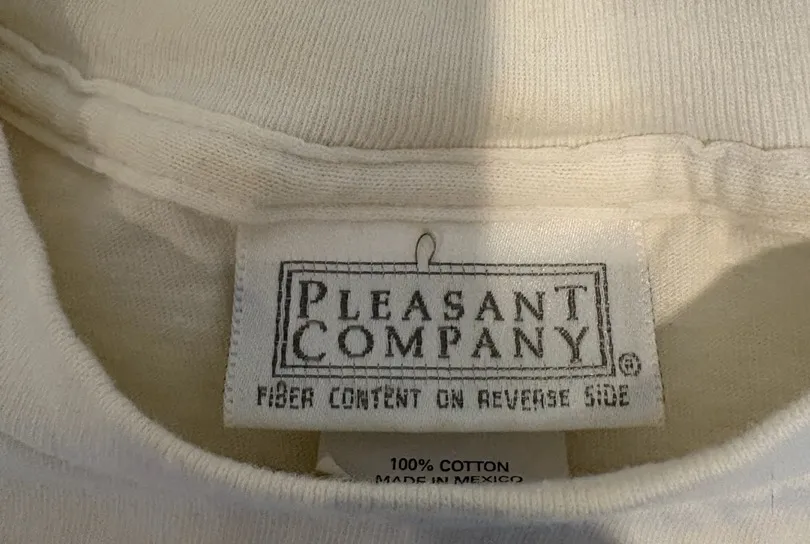 PLEASANT
COMPANY®
FIBER CONTENT ON REVERSE SIDE
100% COTTON
MADE IN MEXICO